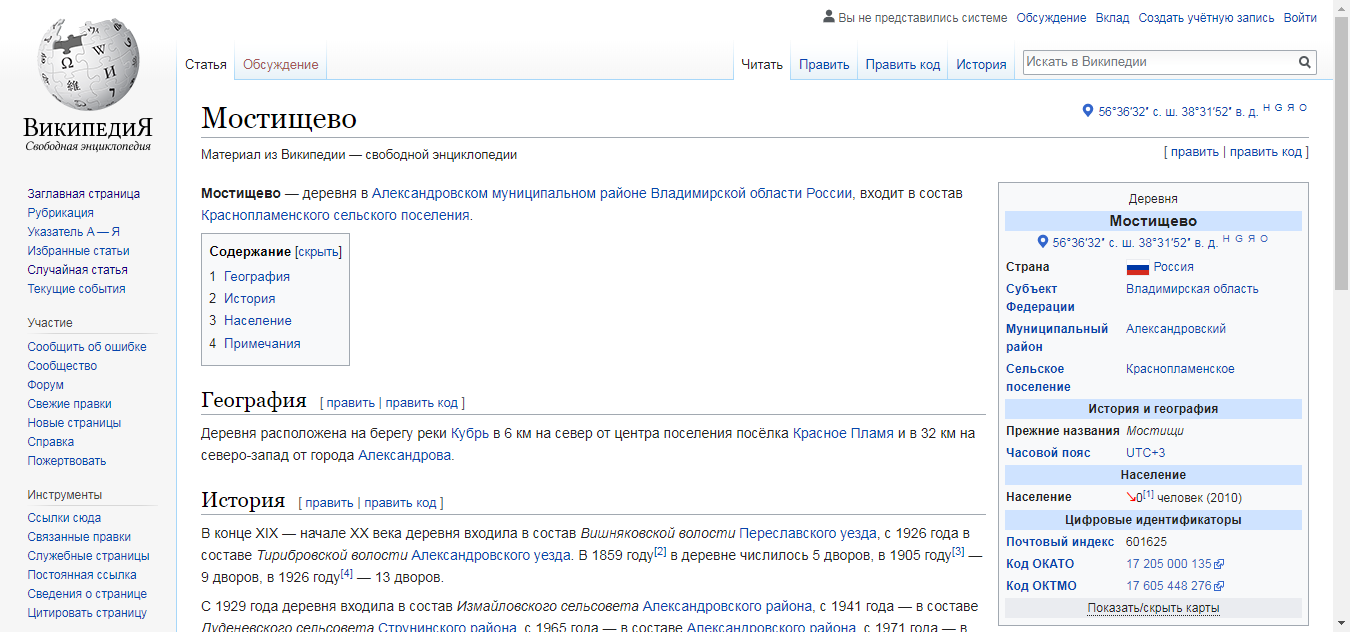 Вы не представились системе Обсуждение Вклад Создать учётную запись Войти
Статья Обсуждение Читать Править Править код История Искать в Википедии
ВикипедиЯ
Свободная энциклопедия
Заглавная страница
Рубрикация
Указатель А — Я
Избранные статьи
Случайная статья
Текущие события
Участие
Сообщить об ошибке
Сообщество
Форум
Свежие правки
Новые страницы
Справка
Пожертвовать
Инструменты
Ссылки сюда
Связанные правки
Служебные страницы
Постоянная ссылка
Сведения о странице
Цитировать страницу
Мостищево
56°36′32″ с. ш. 38°31′52″ в. д. H G Я O
Материал из Википедии — свободной энциклопедии
[ править | править код ]
Мостищево — деревня в Александровском муниципальном районе Владимирской области России, входит в состав
Краснопламенского сельского поселения.
Содержание [скрыть]
1 География
2 История
3 Население
4 Примечания
География [ править | править код ]
Деревня расположена на берегу реки Кубрь в 6 км на север от центра поселения посёлка Красное Пламя и в 32 км на
северо-запад от города Александрова.
История [ править | править код ]
В конце XIX — начале XX века деревня входила в состав Вишняковской волости Переславского уезда, с 1926 года в
составе Тирибровской волости Александровского уезда. В 1859 году[2] в деревне числилось 5 дворов, в 1905 году[3] —
9 дворов, в 1926 году[4] — 13 дворов.
С 1929 года деревня входила в состав Измайловского сельсовета Александровского района, с 1941 года — в составе
Луденевского сельсовета Струнинского района, с 1965 года — в составе Александровского района, с 1971 года — в
Деревня
Мостищево
56°36′32″ с. ш. 38°31′52″ в. д. H G Я O
Страна Россия
Субъект Владимирская область
Федерации
Муниципальный Александровский
район
Сельское Краснопламенское
поселение
История и география
Прежние названия Мостищи
Часовой пояс UTC+3
Население
Население ↘0[1] человек (2010)
Цифровые идентификаторы
Почтовый индекс 601625
Код ОКАТО 17 205 000 135
Код ОКТМО 17 605 448 276
Показать/скрыть карты